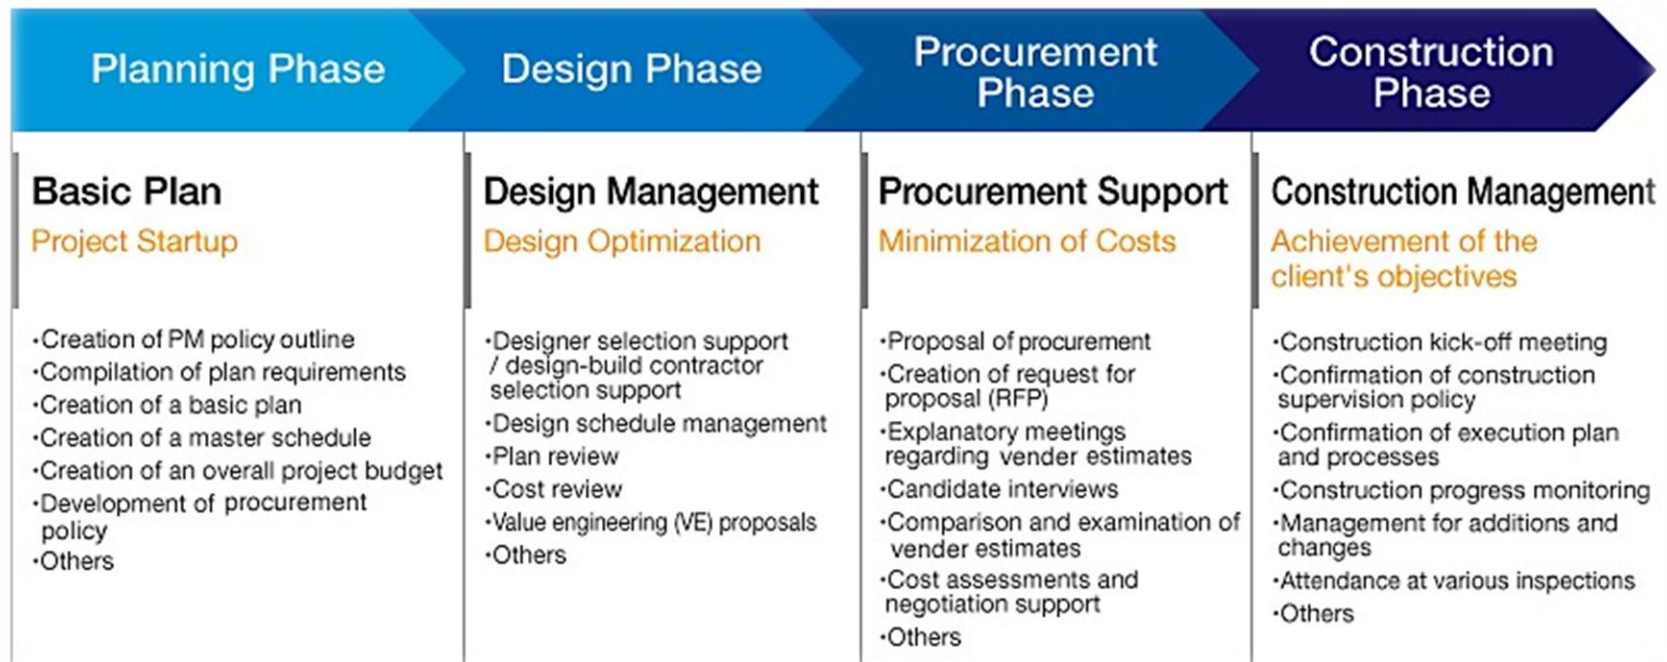 Planning Phase
Design Phase
Procurement
Phase
Construction
Phase
Basic Plan
Project Startup
·Creation of PM policy outline
·Compilation of plan requirements
·Creation of a basic plan
·Creation of a master schedule
·Creation of an overall project budget
·Development of procurement
policy
·Others
Design Management
Design Optimization
·Designer selection support
/ design-build contractor
selection support
·Design schedule management
·Plan review
·Cost review
·Value engineering (VE) proposals
·Others
Procurement Support
Minimization of Costs
·Proposal of procurement
·Creation of request for
proposal (RFP)
·Explanatory meetings
regarding vender estimates
·Candidate interviews
·Comparison and examination of
vender estimates
·Cost assessments and
negotiation support
·Others
Construction Management
Achievement of the
client's objectives
·Construction kick-off meeting
·Confirmation of construction
supervision policy
·Confirmation of execution plan
and processes
·Construction progress monitoring
·Management for additions and
changes
·Attendance at various inspections
·Others